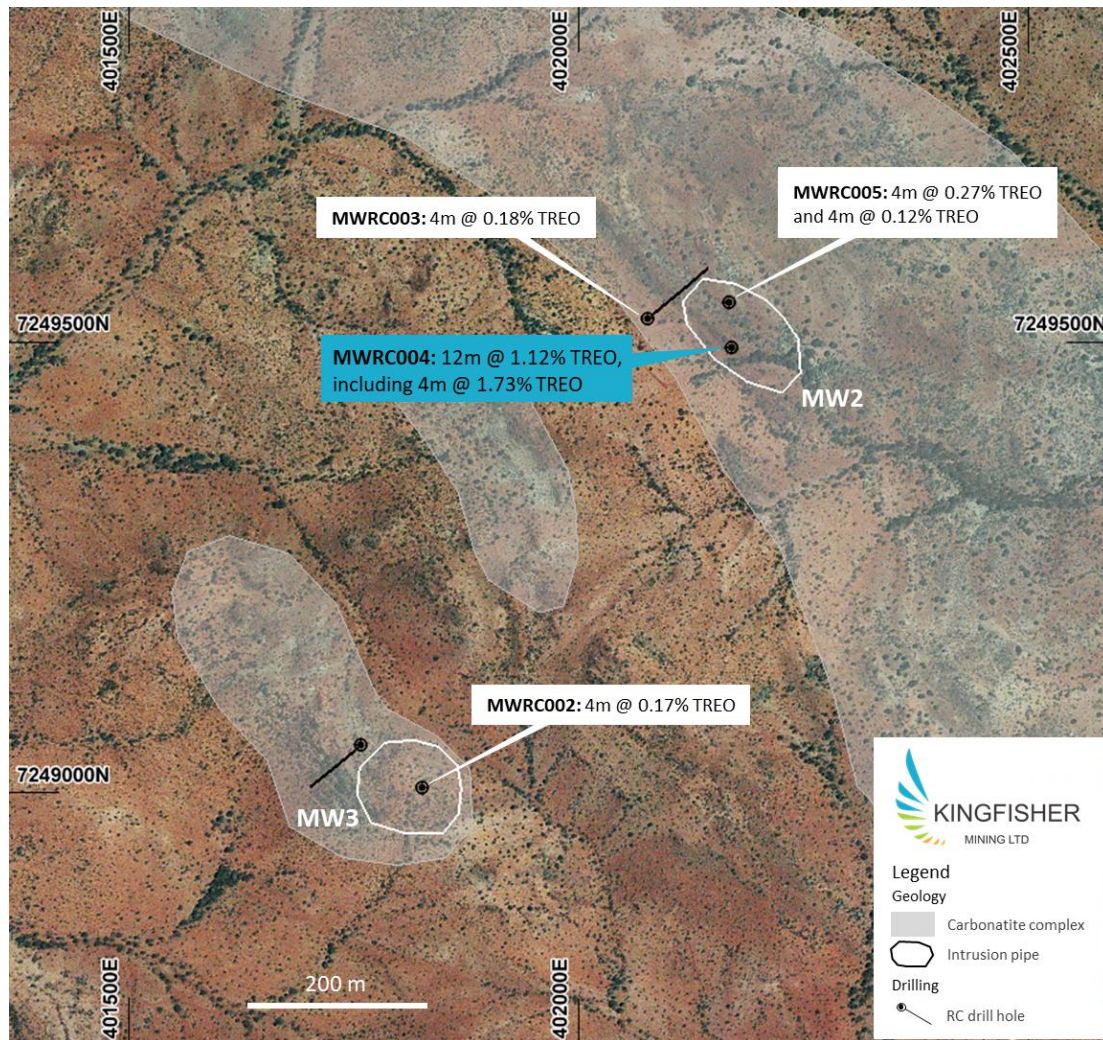 401500E
402000E
402500E
MWRC005: 4m @ 0.27% TREO
and 4m @ 0.12% TREO
MWRC003: 4m @ 0.18% TREO
7249500N
7249500N
MWRC004: 12m @ 1.12% TREO,
including 4m @ 1.73% TREO
MW2
MWRC002: 4m @ 0.17% TREO
7249000N
MW3
KINGFISHER
MINING LTD
Legend
Geology
Carbonatite complex
Intrusion pipe
Drilling
RC drill hole
200 m
401500E
402000E